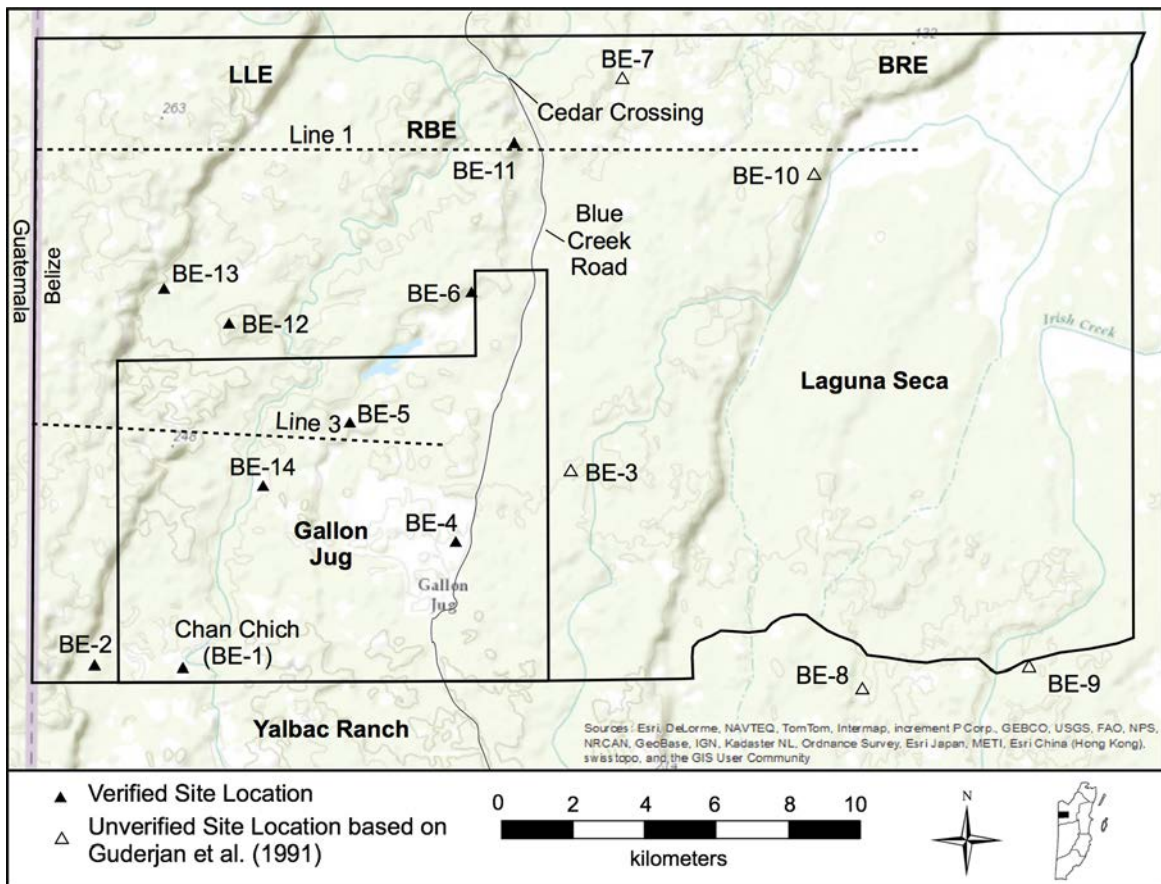 132
BE-7
LLE
BRE
Cedar Crossing
263
Line 1
RBE
BE-11
BE-10
Guatemala
Belize
Blue
Creek
Road
BE-13
BE-6
BE-12
Irish Creek
Laguna Seca
Line 3
BE-5
248
BE-14
BE-3
Gallon
Jug
BE-4
Gallon
Jug
BE-2
Chan Chich
(BE-1)
BE-8
BE-9
Yalbac Ranch
Sources: Esri, DeLorme, NAVTEQ, TomTom, Intermap, increment P Corp., GEBCO, USGS, FAO, NPS,
NRCAN, GeoBase, IGN, Kadaster NL, Ordnance Survey, Esri Japan, METI, Esri China (Hong Kong),
swisstopo, and the GIS User Community
Verified Site Location
Unverified Site Location based on
Guderjan et al. (1991)
0 2 4 6 8 10
kilometers
N